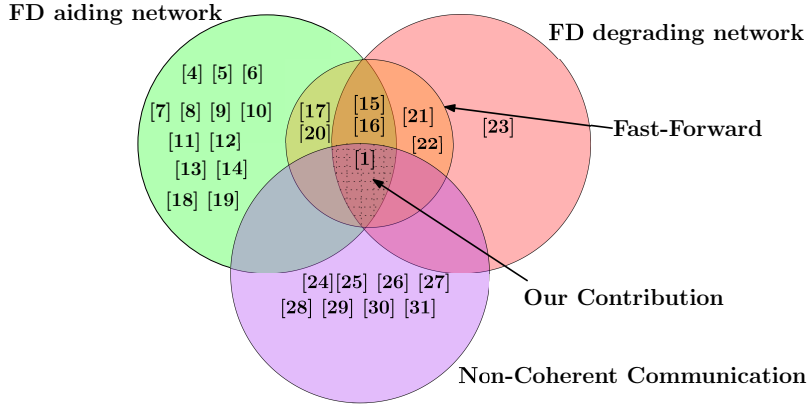 FD aiding network
FD degrading network
[4] [5] [6]
[7] [8] [9] [10]
[11] [12]
[13] [14]
[18] [19]
[17]
[20]
[15]
[16]
[21]
[22]
[23]
Fast-Forward
[1]
[24][25] [26] [27]
[28] [29] [30] [31]
Our Contribution
Non-Coherent Communication